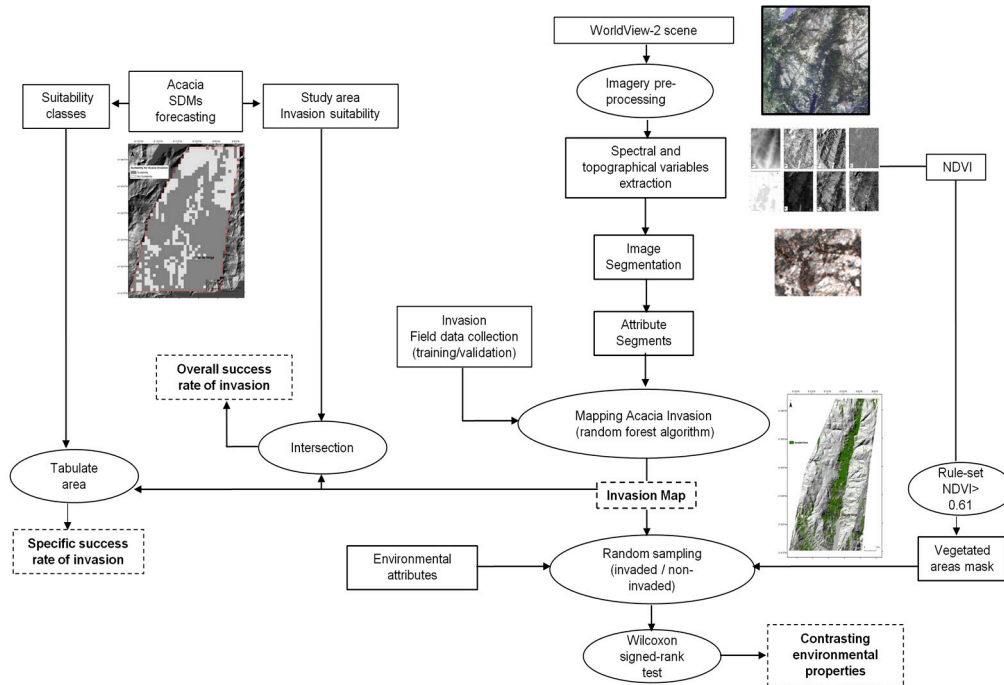 WorldView-2 scene
Imagery pre-
processing
Suitability
classes
Acacia
SDMs
forecasting
Study area
Invasion suitability
Spectral and
topographical variables
extraction
NDVI
Image
Segmentation
Invasion
Field data collection
(training/validation)
Attribute
Segments
Overall success
rate of invasion
Mapping Acacia Invasion
(random forest algorithm)
Intersection
Tabulate
area
Rule-set
NDVI>
0.61
Invasion Map
Specific success
rate of invasion
Environmental
attributes
Random sampling
(invaded / non-
invaded)
Vegetated
areas mask
Wilcoxon
signed-rank
test
Contrasting
environmental
properties